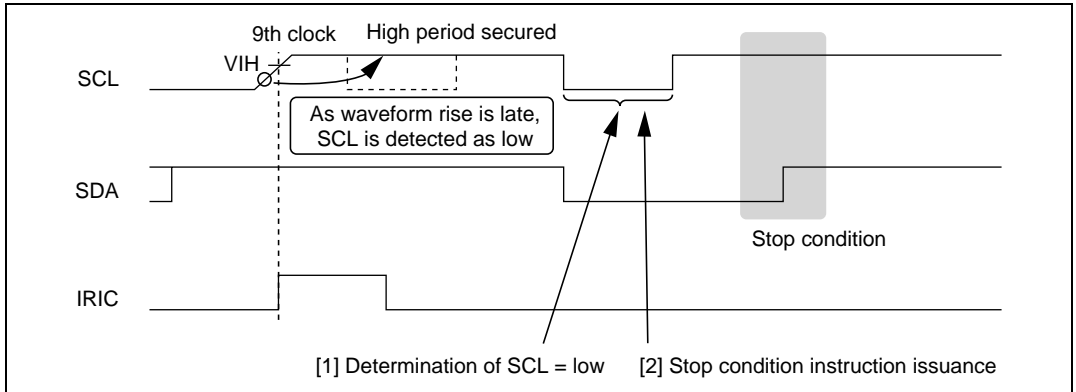 9th clock
High period secured
VIH
SCL
As waveform rise is late,
SCL is detected as low
SDA
Stop condition
IRIC
[1] Determination of SCL = low
[2] Stop condition instruction issuance